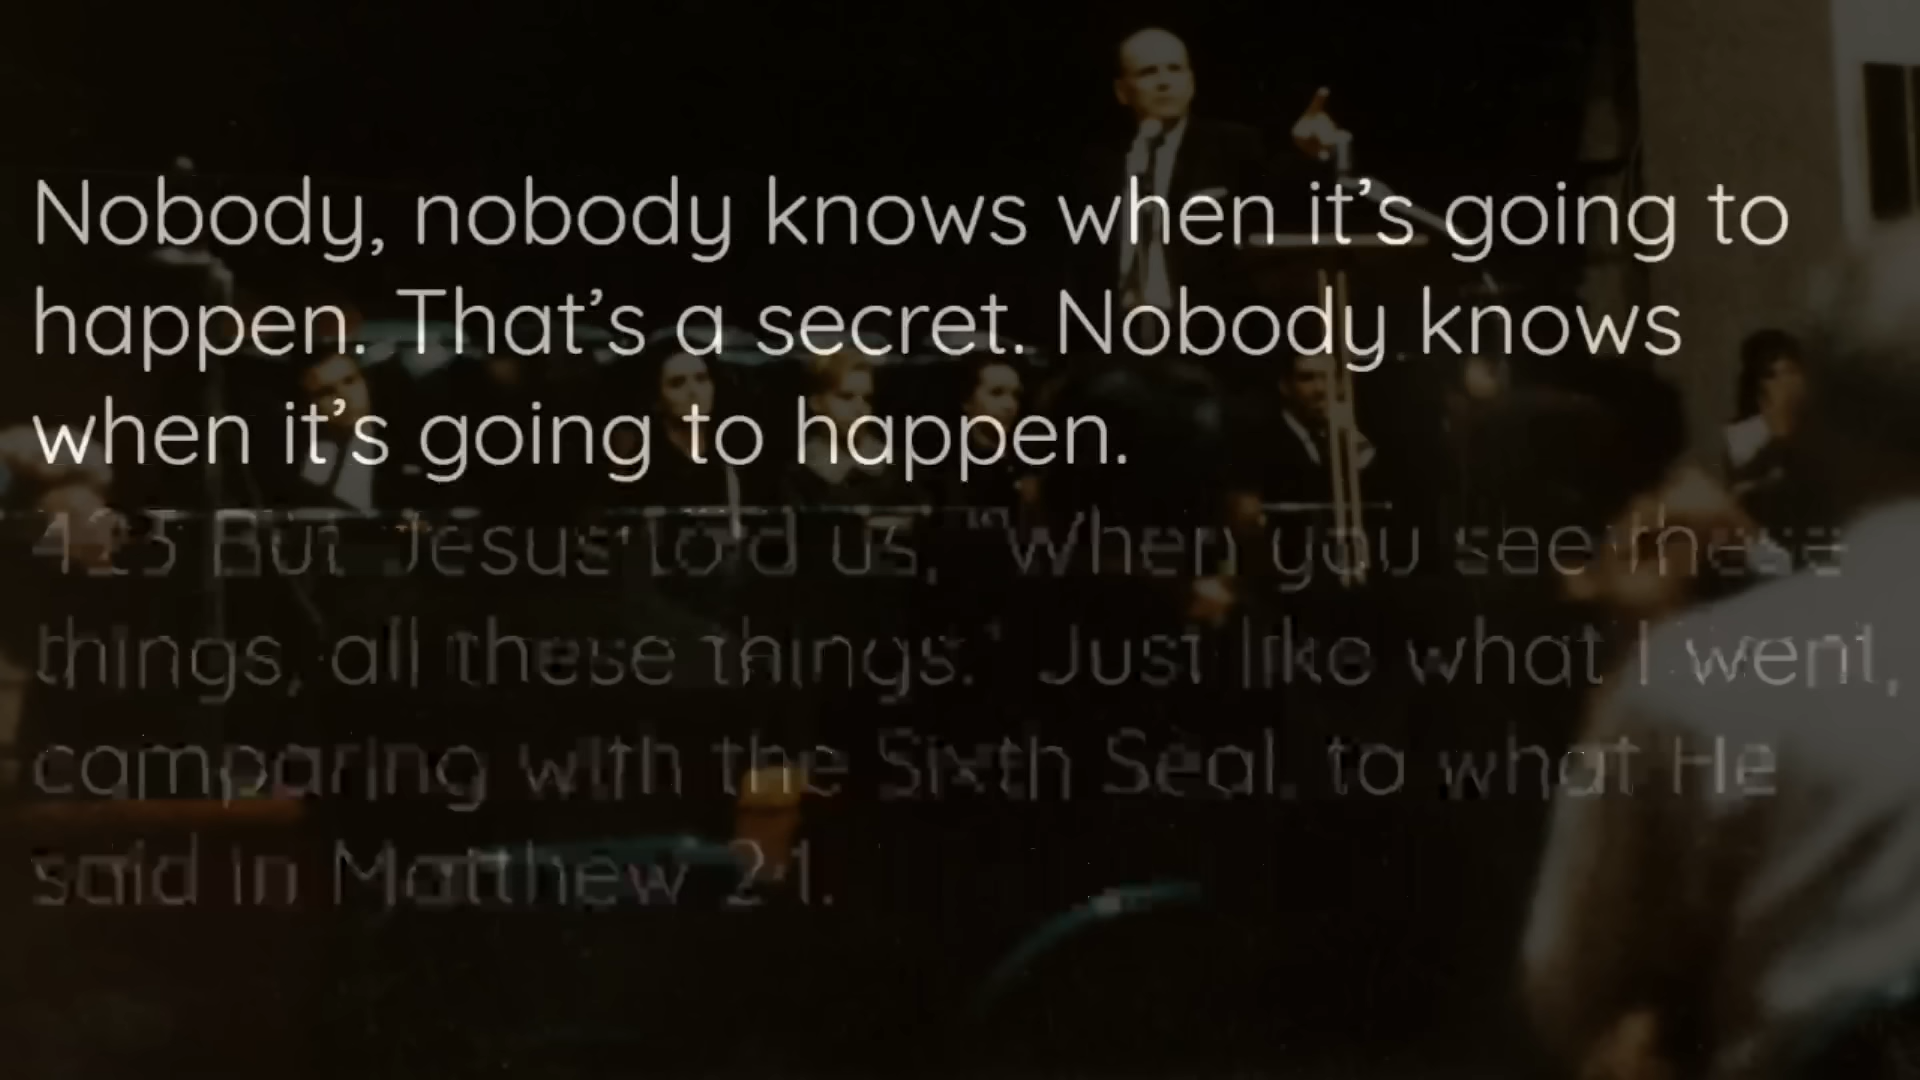 Nobody, nobody knows when it's going to
happen. That's a secret. Nobody knows
when it's going to happen.
But Jesus told us, "When you see these
things, all these things." Just like what I went,
comparing with the Sixth Seal, to what He
said in Matthew